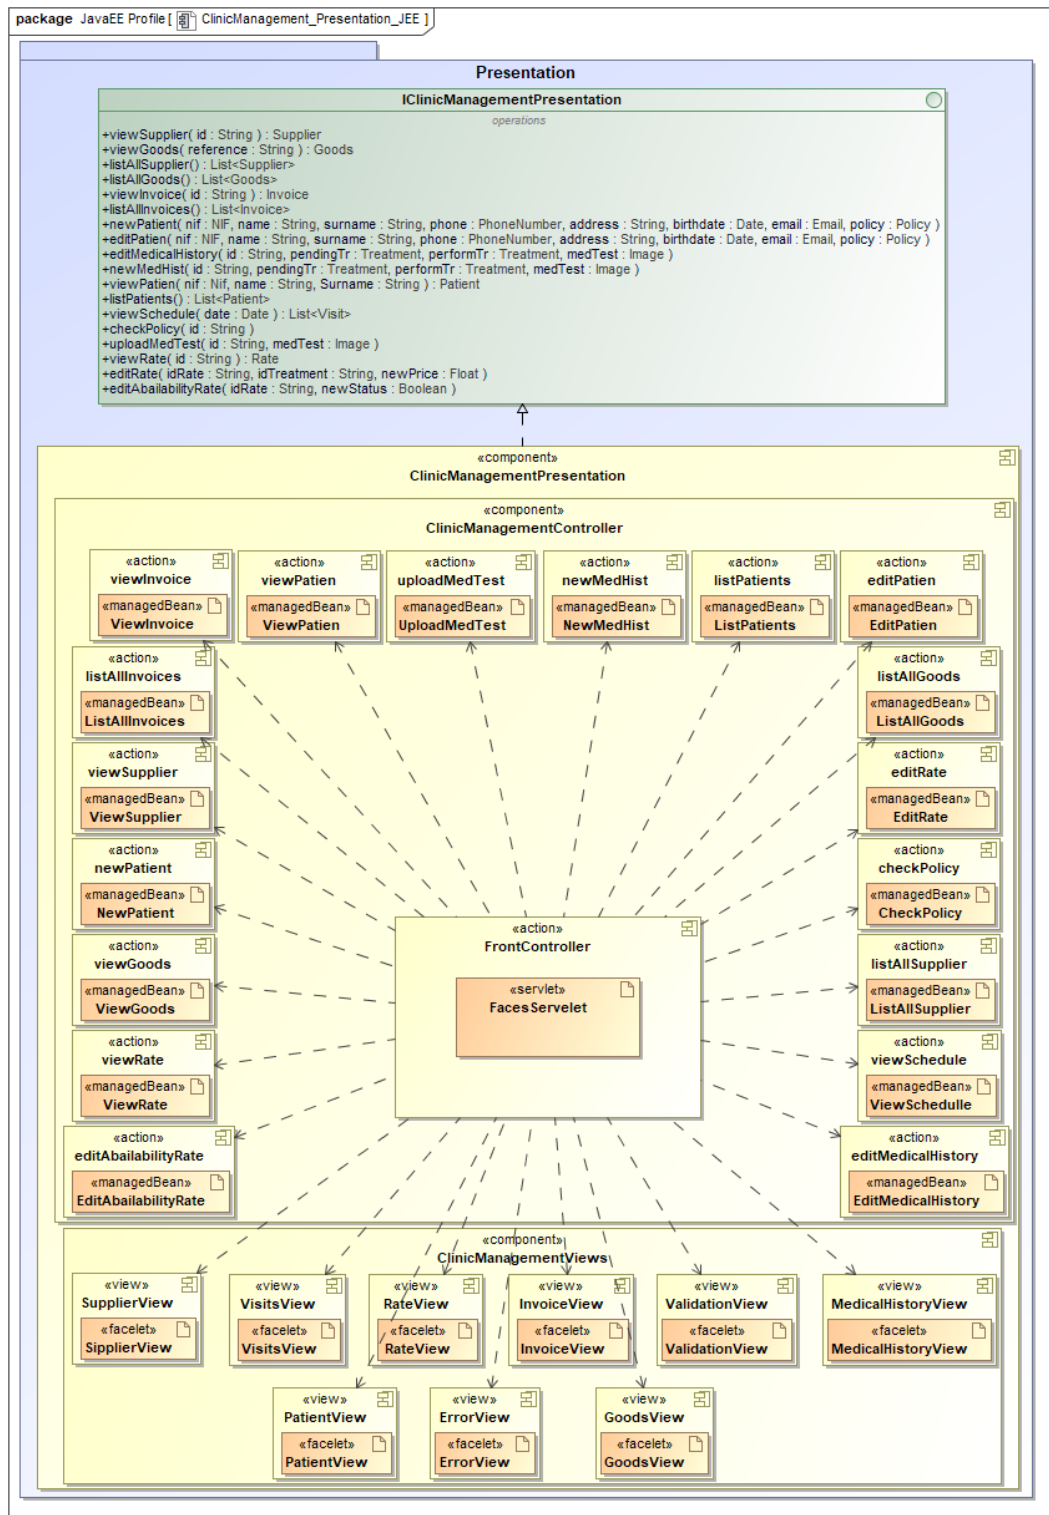 package JavaEE Profile [ ClinicManagement_Presentation_JEE ]
Presentation
IClinicManagementPresentation
operations
+viewSupplier( id : String ) : Supplier
+viewGoods( reference : String ) : Goods
+listAllSupplier() : List<Supplier>
+listAllGoods() : List<Goods>
+viewInvoice( id : String ) : Invoice
+listAllInvoices() : List<Invoice>
+newPatient( nif : NIF, name : String, surname : String, phone : PhoneNumber, address : String, birthdate : Date, email : Email, policy : Policy )
+editPatien( nif : NIF, name : String, surname : String, phone : PhoneNumber, address : String, birthdate : Date, email : Email, policy : Policy )
+editMedicalHistory( id : String, pendingTr : Treatment, performTr : Treatment, medTest : Image )
+newMedHist( id : String, pendingTr : Treatment, performTr : Treatment, medTest : Image )
+viewPatien( nif : Nif, name : String, Surname : String ) : Patient
+listPatients() : List<Patient>
+viewSchedule( date : Date ) : List<Visit>
+checkPolicy( id : String )
+uploadMedTest( id : String, medTest : Image )
+viewRate( id : String ) : Rate
+editRate( idRate : String, idTreatment : String, newPrice : Float )
+editAbailabilityRate( idRate : String, newStatus : Boolean )
«component»
ClinicManagementPresentation
«component»
ClinicManagementController
«action»
viewInvoice
«managedBean»
ViewInvoice
«action»
viewPatien
«managedBean»
ViewPatien
«action»
uploadMedTest
«managedBean»
UploadMedTest
«action»
newMedHist
«managedBean»
NewMedHist
«action»
listPatients
«managedBean»
ListPatients
«action»
editPatien
«managedBean»
EditPatien
«action»
listAllInvoices
«managedBean»
ListAllInvoices
«action»
listAllGoods
«managedBean»
ListAllGoods
«action»
viewSupplier
«managedBean»
ViewSupplier
«action»
editRate
«managedBean»
EditRate
«action»
newPatient
«managedBean»
NewPatient
«action»
checkPolicy
«managedBean»
CheckPolicy
«action»
FrontController
«servlet»
FacesServelet
«action»
viewGoods
«managedBean»
ViewGoods
«action»
listAllSupplier
«managedBean»
ListAllSupplier
«action»
viewRate
«managedBean»
ViewRate
«action»
viewSchedule
«managedBean»
ViewSchedulle
«action»
editAbailabilityRate
«managedBean»
EditAbailabilityRate
«action»
editMedicalHistory
«managedBean»
EditMedicalHistory
«component»
ClinicManagementViews
«view»
SupplierView
«facelet»
SipplierView
«view»
VisitsView
«facelet»
VisitsView
«view»
RateView
«facelet»
RateView
«view»
InvoiceView
«facelet»
InvoiceView
«view»
ValidationView
«facelet»
ValidationView
«view»
MedicalHistoryView
«facelet»
MedicalHistoryView
«view»
PatientView
«facelet»
PatientView
«view»
ErrorView
«facelet»
ErrorView
«view»
GoodsView
«facelet»
GoodsView